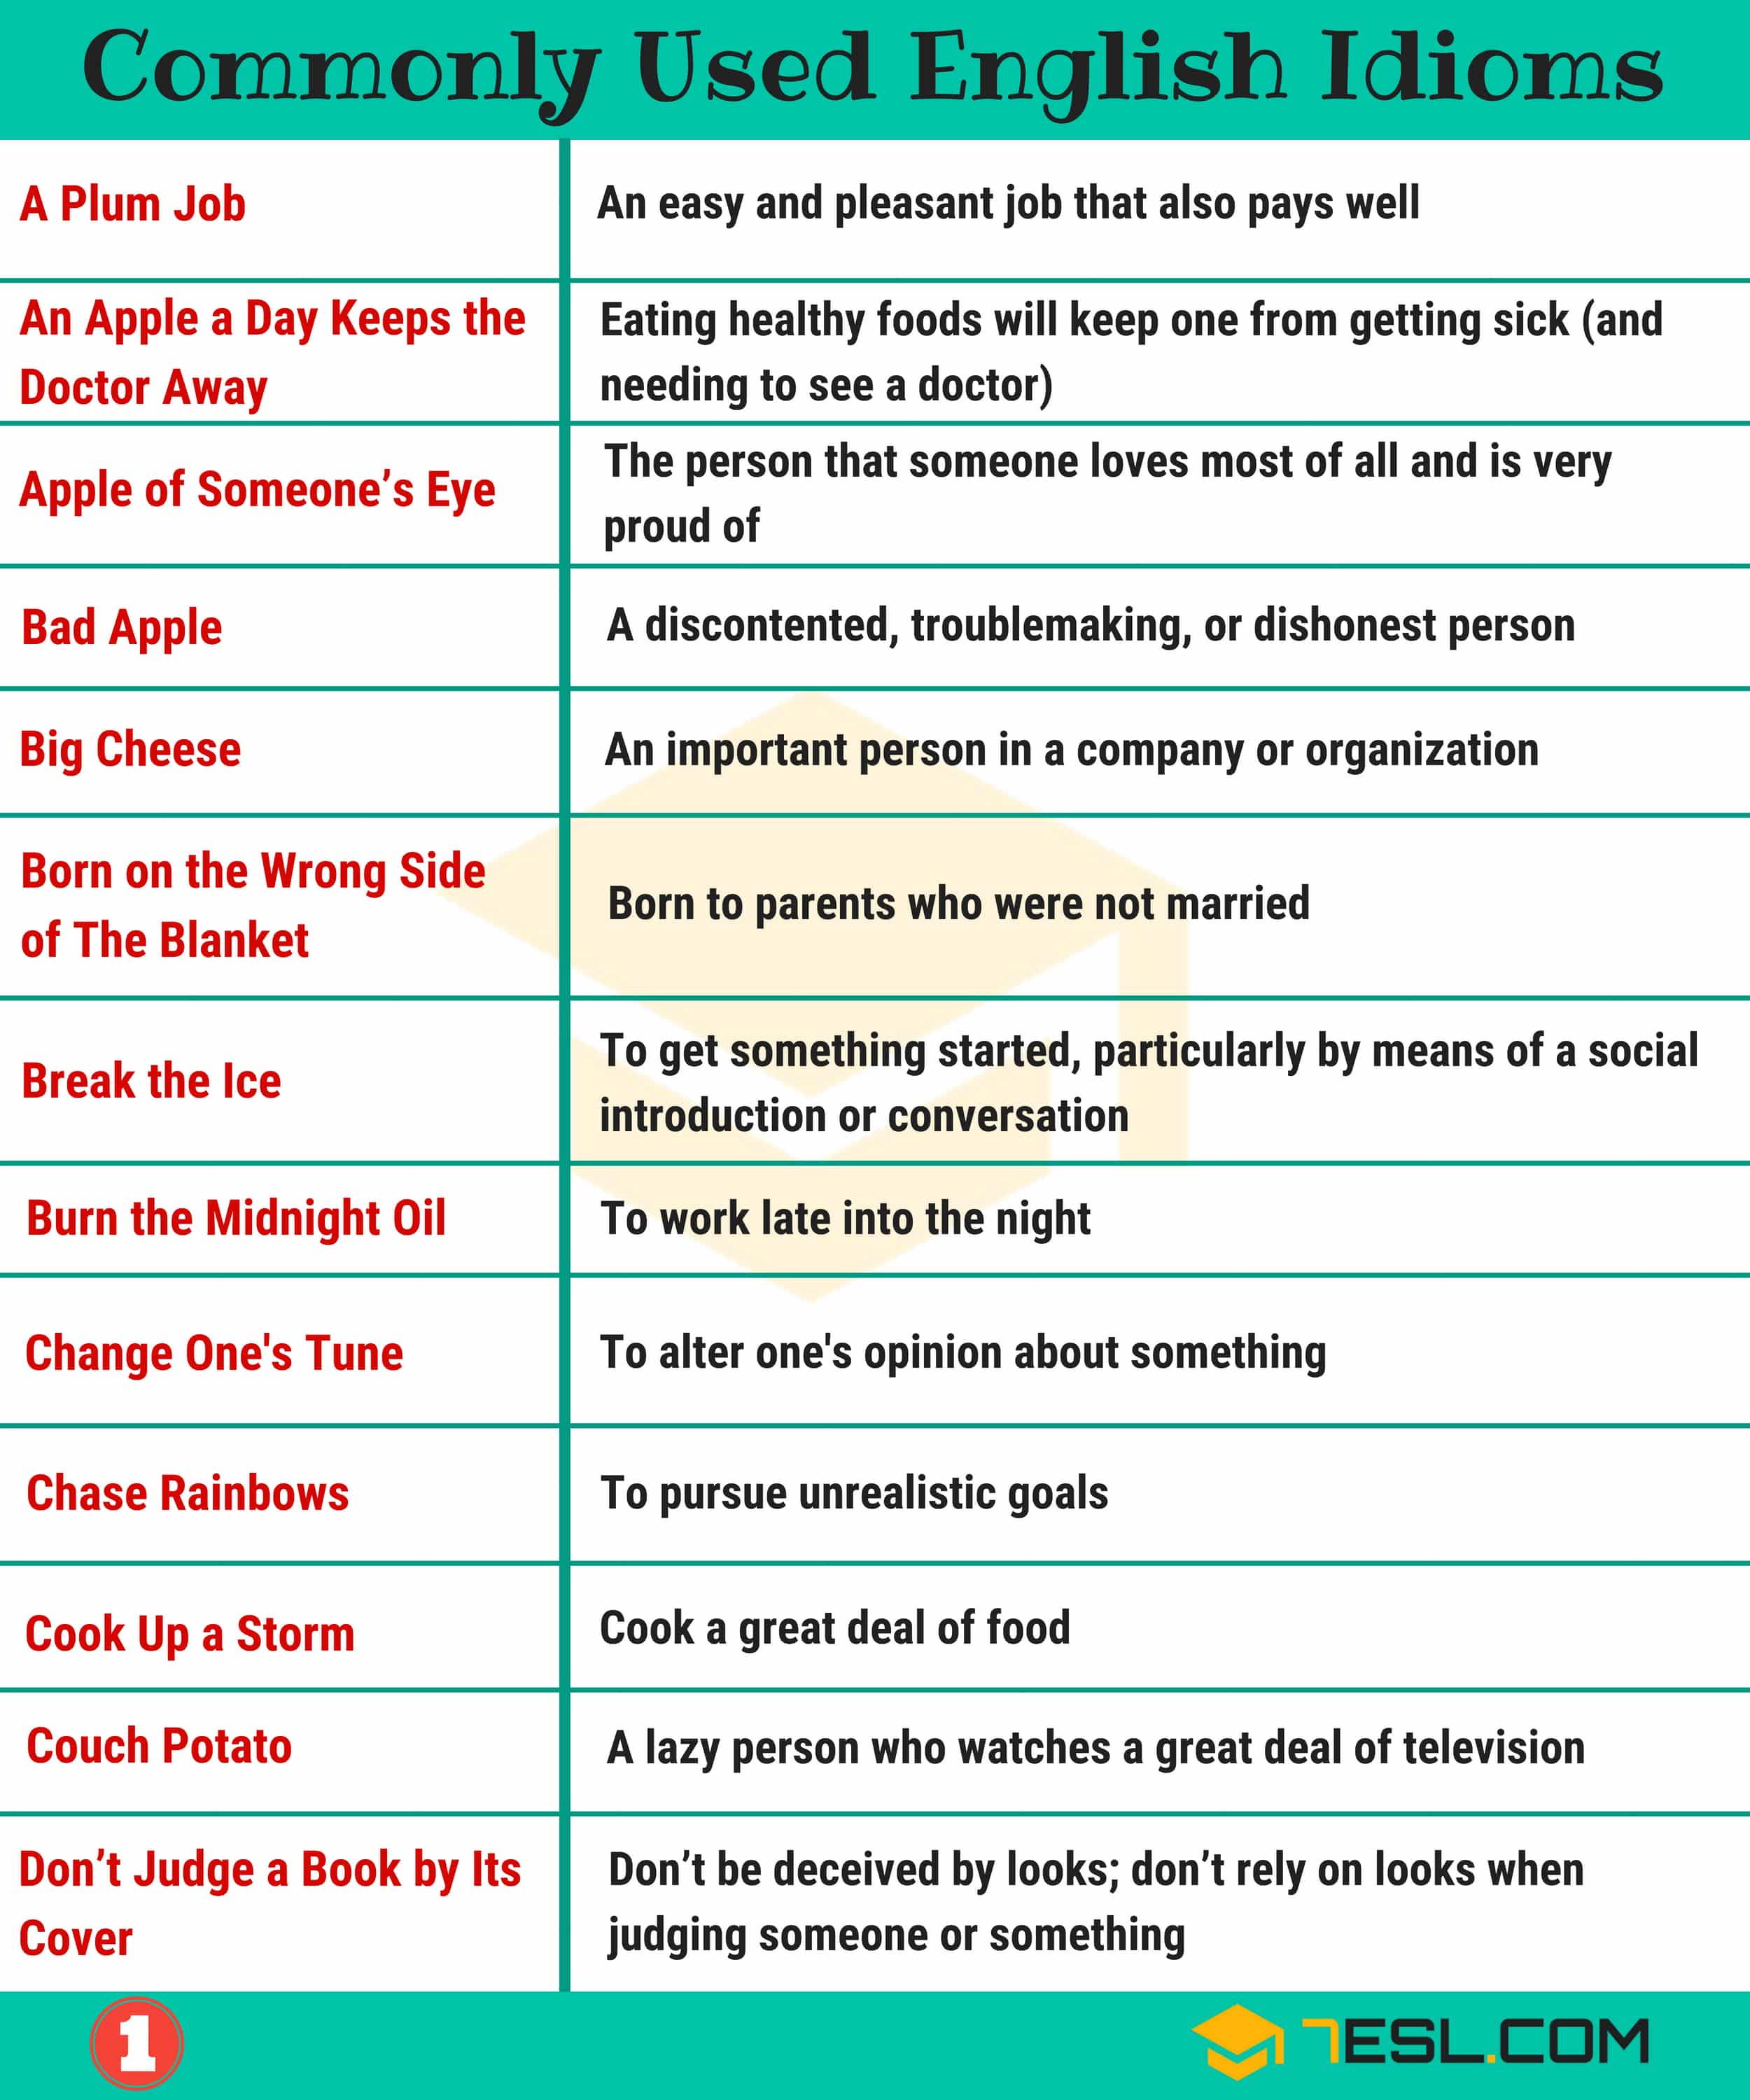 Commonly Used English Idioms
A Plum Job
An easy and pleasant job that also pays well
An Apple a Day Keeps the
Doctor Away
Eating healthy foods will keep one from getting sick (and
needing to see a doctor)
Apple of Someone’s Eye
The person that someone loves most of all and is very
proud of
Bad Apple
A discontented, troublemaking, or dishonest person
Big Cheese
An important person in a company or organization
Born on the Wrong Side
of The Blanket
Born to parents who were not married
Break the Ice
To get something started, particularly by means of a social
introduction or conversation
Burn the Midnight Oil
To work late into the night
Change One's Tune
To alter one's opinion about something
Chase Rainbows
To pursue unrealistic goals
Cook Up a Storm
Cook a great deal of food
Couch Potato
A lazy person who watches a great deal of television
Don’t Judge a Book by Its
Cover
Don’t be deceived by looks; don’t rely on looks when
judging someone or something
1
7ESL.COM